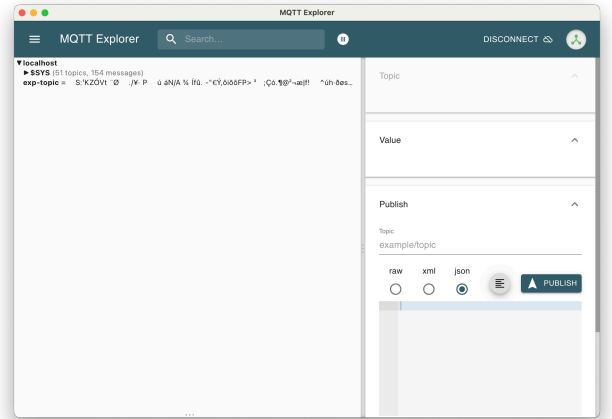 MQTT Explorer
MQTT Explorer
Search...
DISCONNECT
▼localhost
▶$SYS (51 topics, 154 messages)
exp-topic =
Topic
Value
Publish
Topic
example/topic
raw xml json
PUBLISH